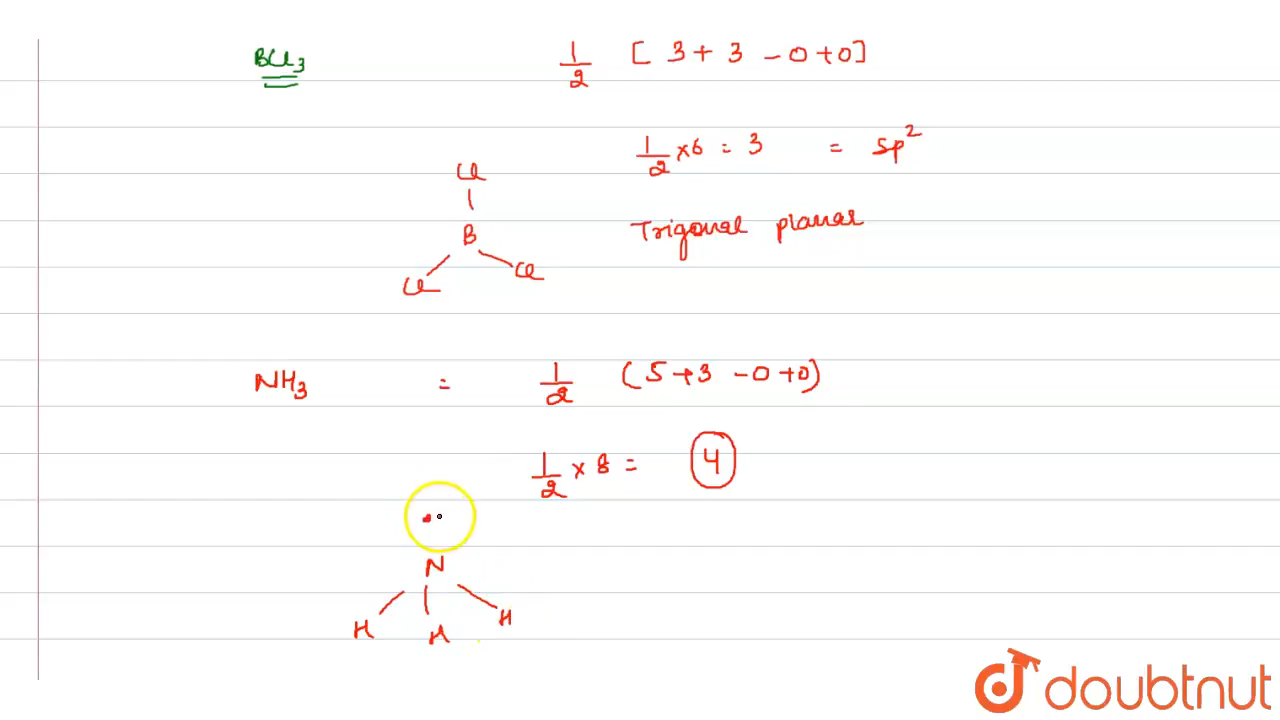 BCl₃ 1/2 [3+3-0+0]
1/2 ×6 = 3 = sp²
Cl
Trigonal planar
B
Cl Cl
NH₃ = 1/2 (5+3-0+0)
1/2 × 8 = 4
N
H H H
doubtnut